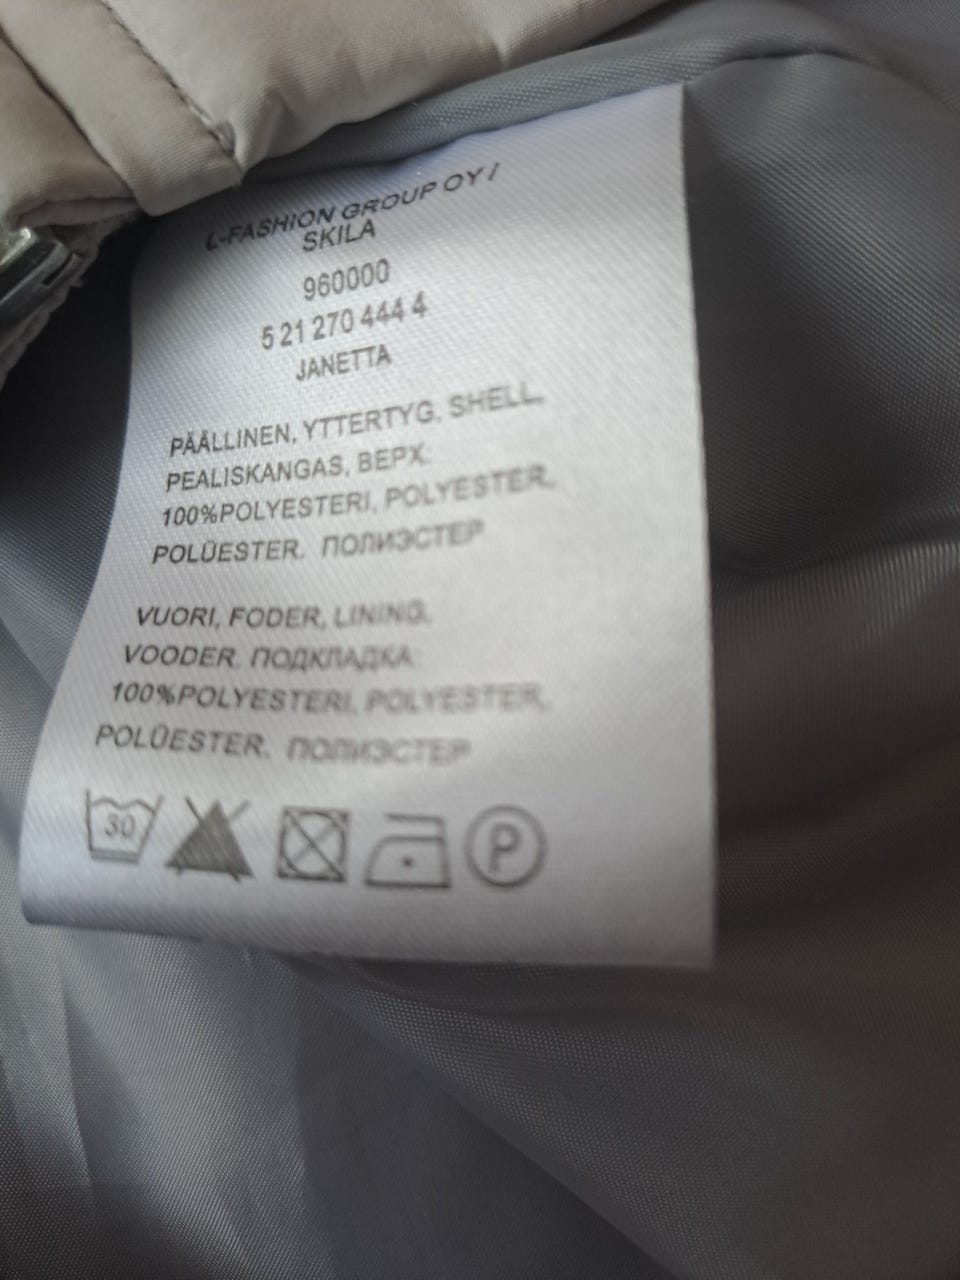 L-FASHION GROUP OY /
SKILA
960000
5 21 270 444 4
JANETTA
PÄÄLLINEN, YTTERTYG, SHELL,
PEALISKANGAS, ВЕРХ:
100%POLYESTERI, POLYESTER,
POLÜESTER, ПОЛИЭСТЕР
VUORI, FODER, LINING,
VOODER, ПОДКЛАДКА:
100%POLYESTERI, POLYESTER,
POLÜESTER, ПОЛИЭСТЕР
30 P